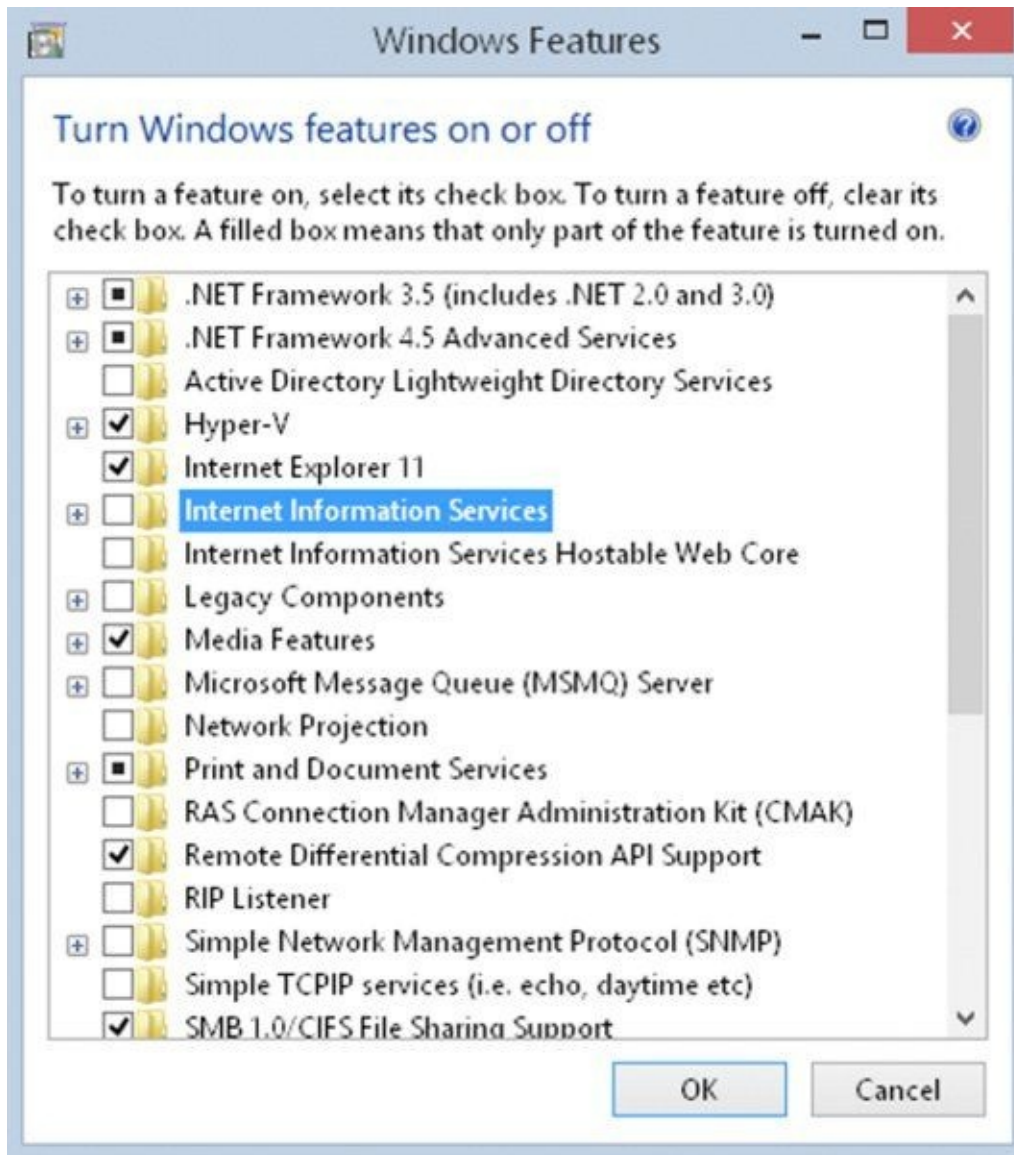 Windows Features
Turn Windows features on or off
To turn a feature on, select its check box. To turn a feature off, clear its
check box. A filled box means that only part of the feature is turned on.
.NET Framework 3.5 (includes .NET 2.0 and 3.0)
.NET Framework 4.5 Advanced Services
Active Directory Lightweight Directory Services
Hyper-V
Internet Explorer 11
Internet Information Services
Internet Information Services Hostable Web Core
Legacy Components
Media Features
Microsoft Message Queue (MSMQ) Server
Network Projection
Print and Document Services
RAS Connection Manager Administration Kit (CMAK)
Remote Differential Compression API Support
RIP Listener
Simple Network Management Protocol (SNMP)
Simple TCPIP services (i.e. echo, daytime etc)
SMB 1.0/CIFS File Sharing Support
OK Cancel